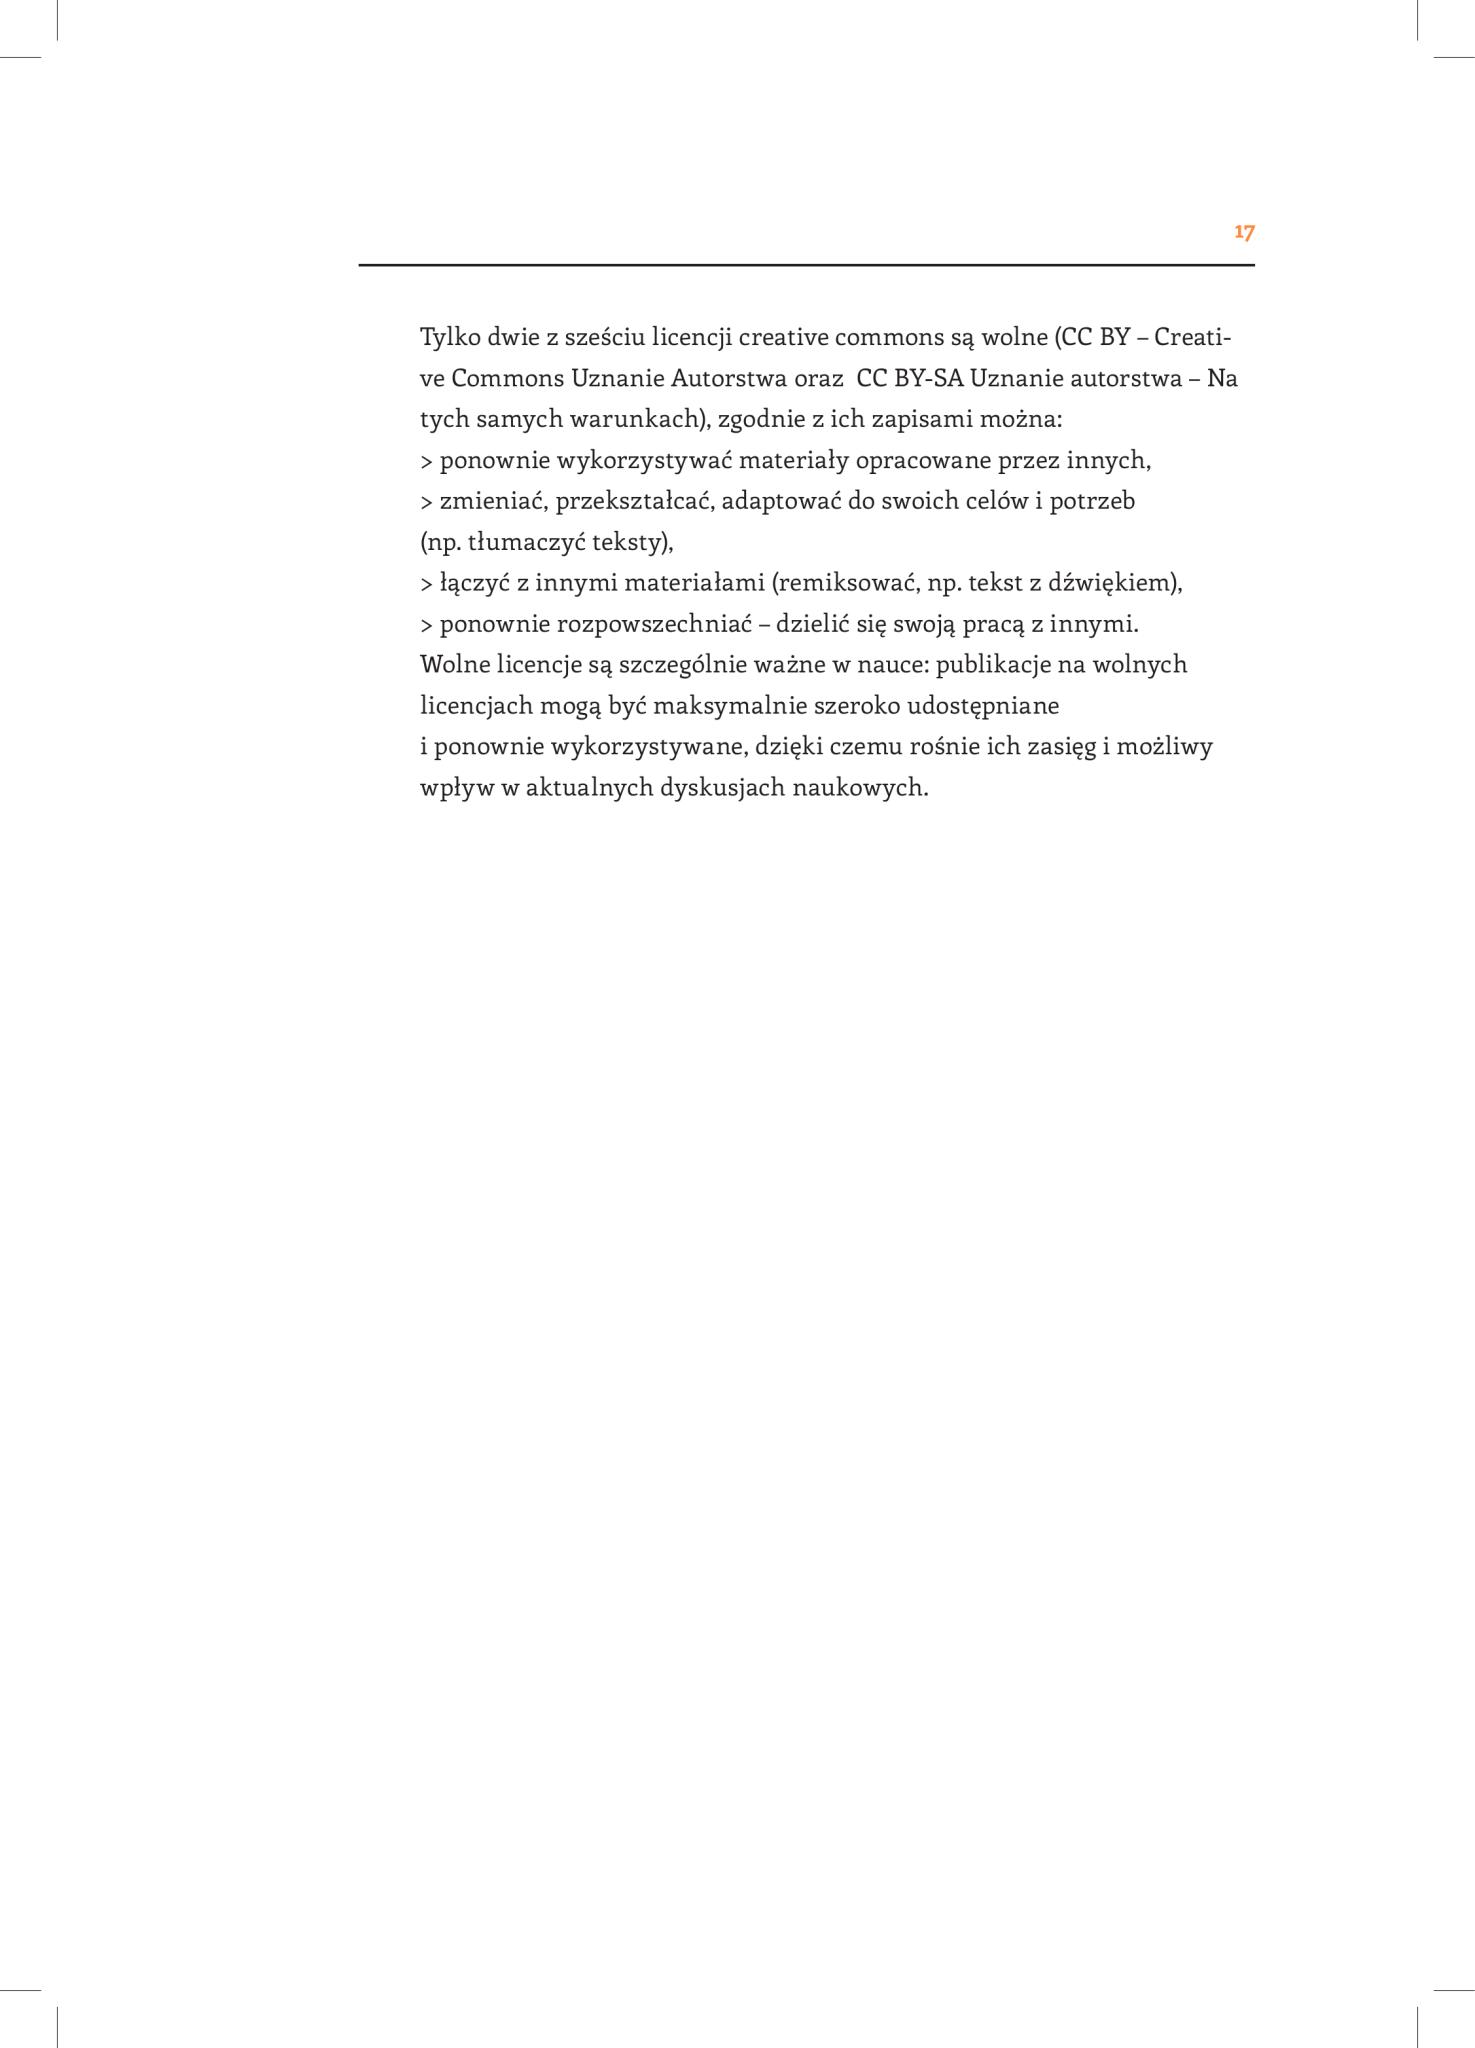 17
Tylko dwie z sześciu licencji creative commons są wolne (CC BY – Creati-
ve Commons Uznanie Autorstwa oraz  CC BY-SA Uznanie autorstwa – Na
tych samych warunkach), zgodnie z ich zapisami można:
> ponownie wykorzystywać materiały opracowane przez innych,
> zmieniać, przekształcać, adaptować do swoich celów i potrzeb
(np. tłumaczyć teksty),
> łączyć z innymi materiałami (remiksować, np. tekst z dźwiękiem),
> ponownie rozpowszechniać – dzielić się swoją pracą z innymi.
Wolne licencje są szczególnie ważne w nauce: publikacje na wolnych
licencjach mogą być maksymalnie szeroko udostępniane
i ponownie wykorzystywane, dzięki czemu rośnie ich zasięg i możliwy
wpływ w aktualnych dyskusjach naukowych.